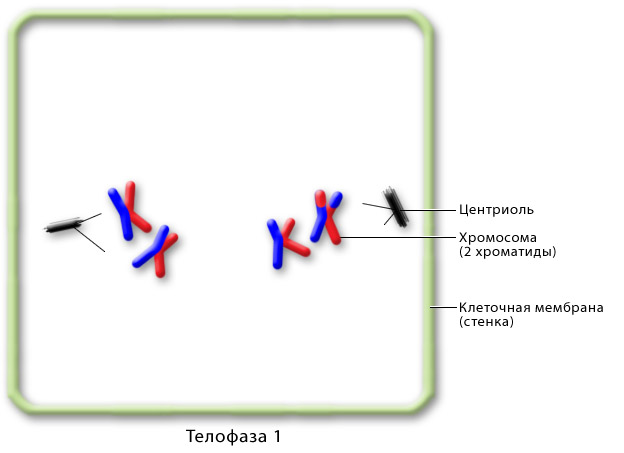 Центриоль
Хромосома
(2 хроматиды)
Клеточная мембрана
(стенка)
Телофаза 1